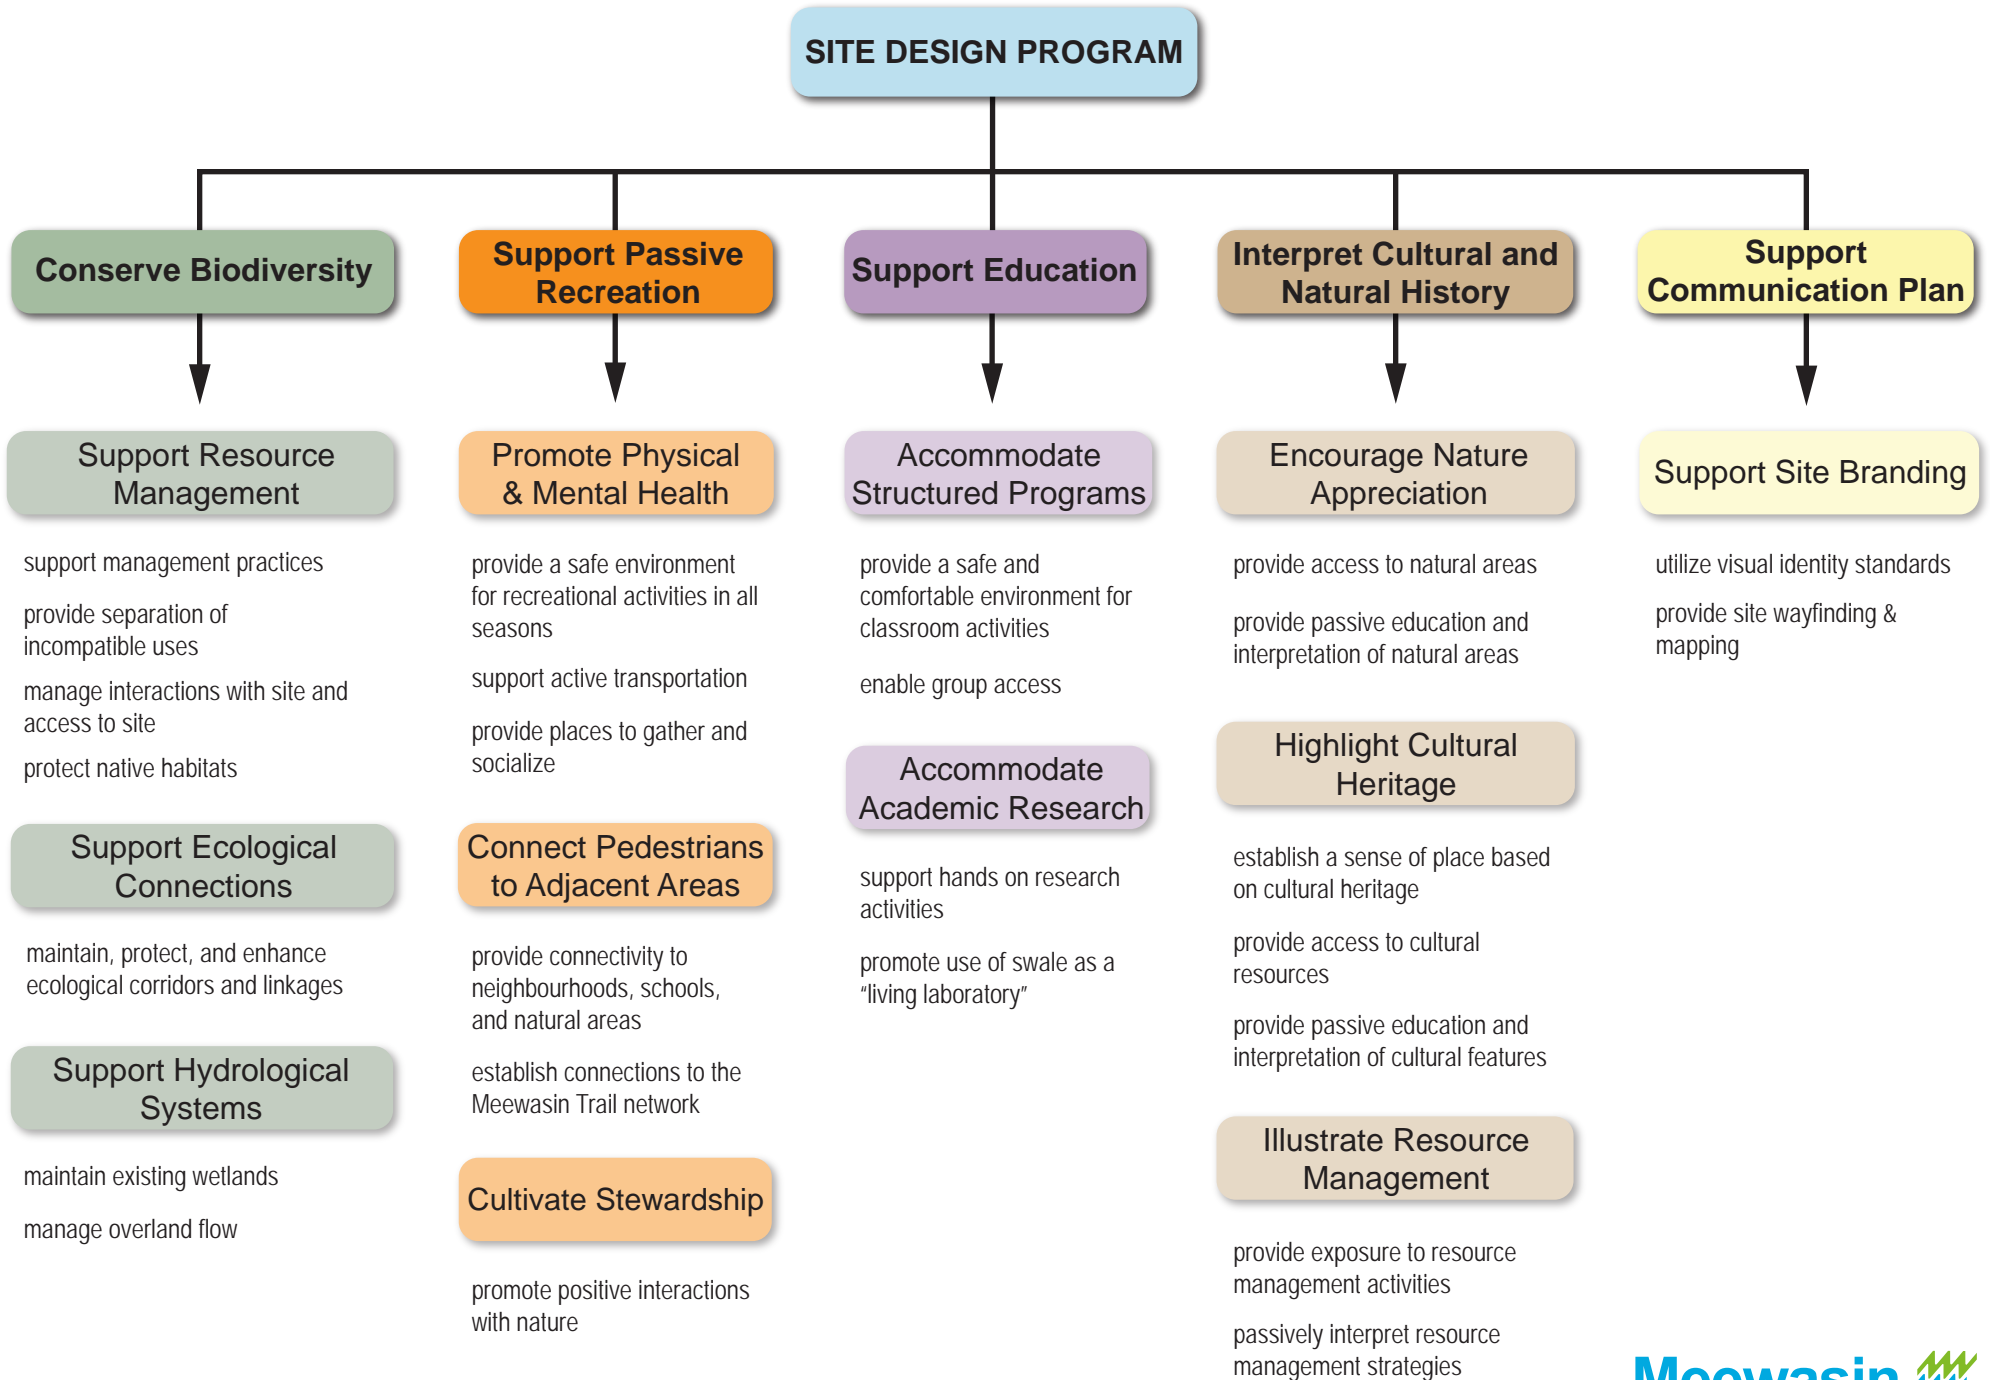 SITE DESIGN PROGRAM
Conserve Biodiversity
Support Resource
Management
support management practices
provide separation of
incompatible uses
manage interactions with site and
access to site
protect native habitats
Support Ecological
Connections
maintain, protect, and enhance
ecological corridors and linkages
Support Hydrological
Systems
maintain existing wetlands
manage overland flow
Support Passive
Recreation
Promote Physical
& Mental Health
provide a safe environment
for recreational activities in all
seasons
support active transportation
provide places to gather and
socialize
Connect Pedestrians
to Adjacent Areas
provide connectivity to
neighbourhoods, schools,
and natural areas
establish connections to the
Meewasin Trail network
Cultivate Stewardship
promote positive interactions
with nature
Support Education
Accommodate
Structured Programs
provide a safe and
comfortable environment for
classroom activities
enable group access
Accommodate
Academic Research
support hands on research
activities
promote use of swale as a
“living laboratory”
Interpret Cultural and
Natural History
Encourage Nature
Appreciation
provide access to natural areas
provide passive education and
interpretation of natural areas
Highlight Cultural
Heritage
establish a sense of place based
on cultural heritage
provide access to cultural
resources
provide passive education and
interpretation of cultural features
Illustrate Resource
Management
provide exposure to resource
management activities
passively interpret resource
management strategies
Support
Communication Plan
Support Site Branding
utilize visual identity standards
provide site wayfinding &
mapping
Meewasin